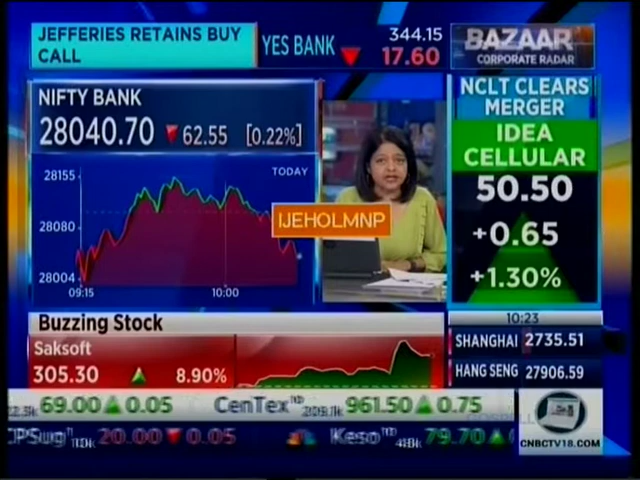 JEFFERIES RETAINS BUY
CALL
YES BANK
344.15
17.60
BAZAAR
CORPORATE RADAR
NIFTY BANK
28040.70 62.55 [0.22%]
TODAY
28155
28080
28004
09:15 10:00
IJEHOLMNP
NCLT CLEARS
MERGER
IDEA
CELLULAR
50.50
+0.65
+1.30%
Buzzing Stock
Saksoft
305.30 8.90%
10:23
SHANGHAI 2735.51
HANG SENG 27906.59
69.00 0.05 CenTex 209.1k 961.50 0.75
20.00 0.05 Keso 79.70
CNBCTV18.COM